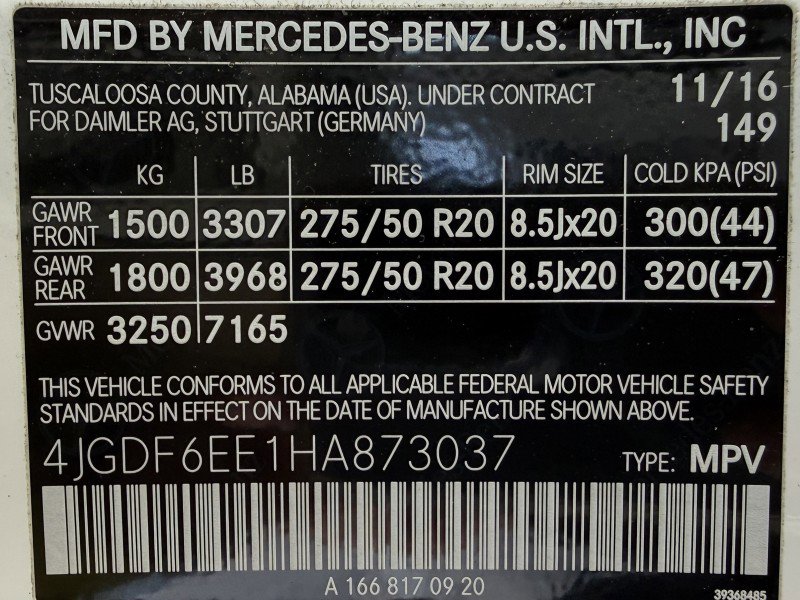 MFD BY MERCEDES-BENZ U.S. INTL., INC
TUSCALOOSA COUNTY, ALABAMA (USA). UNDER CONTRACT 11/16
FOR DAIMLER AG, STUTTGART (GERMANY) 149
KG LB TIRES RIM SIZE COLD KPA (PSI)
GAWR FRONT 1500 3307 275/50 R20 8.5Jx20 300(44)
GAWR REAR 1800 3968 275/50 R20 8.5Jx20 320(47)
GVWR 3250 7165
THIS VEHICLE CONFORMS TO ALL APPLICABLE FEDERAL MOTOR VEHICLE SAFETY
STANDARDS IN EFFECT ON THE DATE OF MANUFACTURE SHOWN ABOVE.
4JGDF6EE1HA873037 TYPE: MPV
A 166 817 09 20
39368485